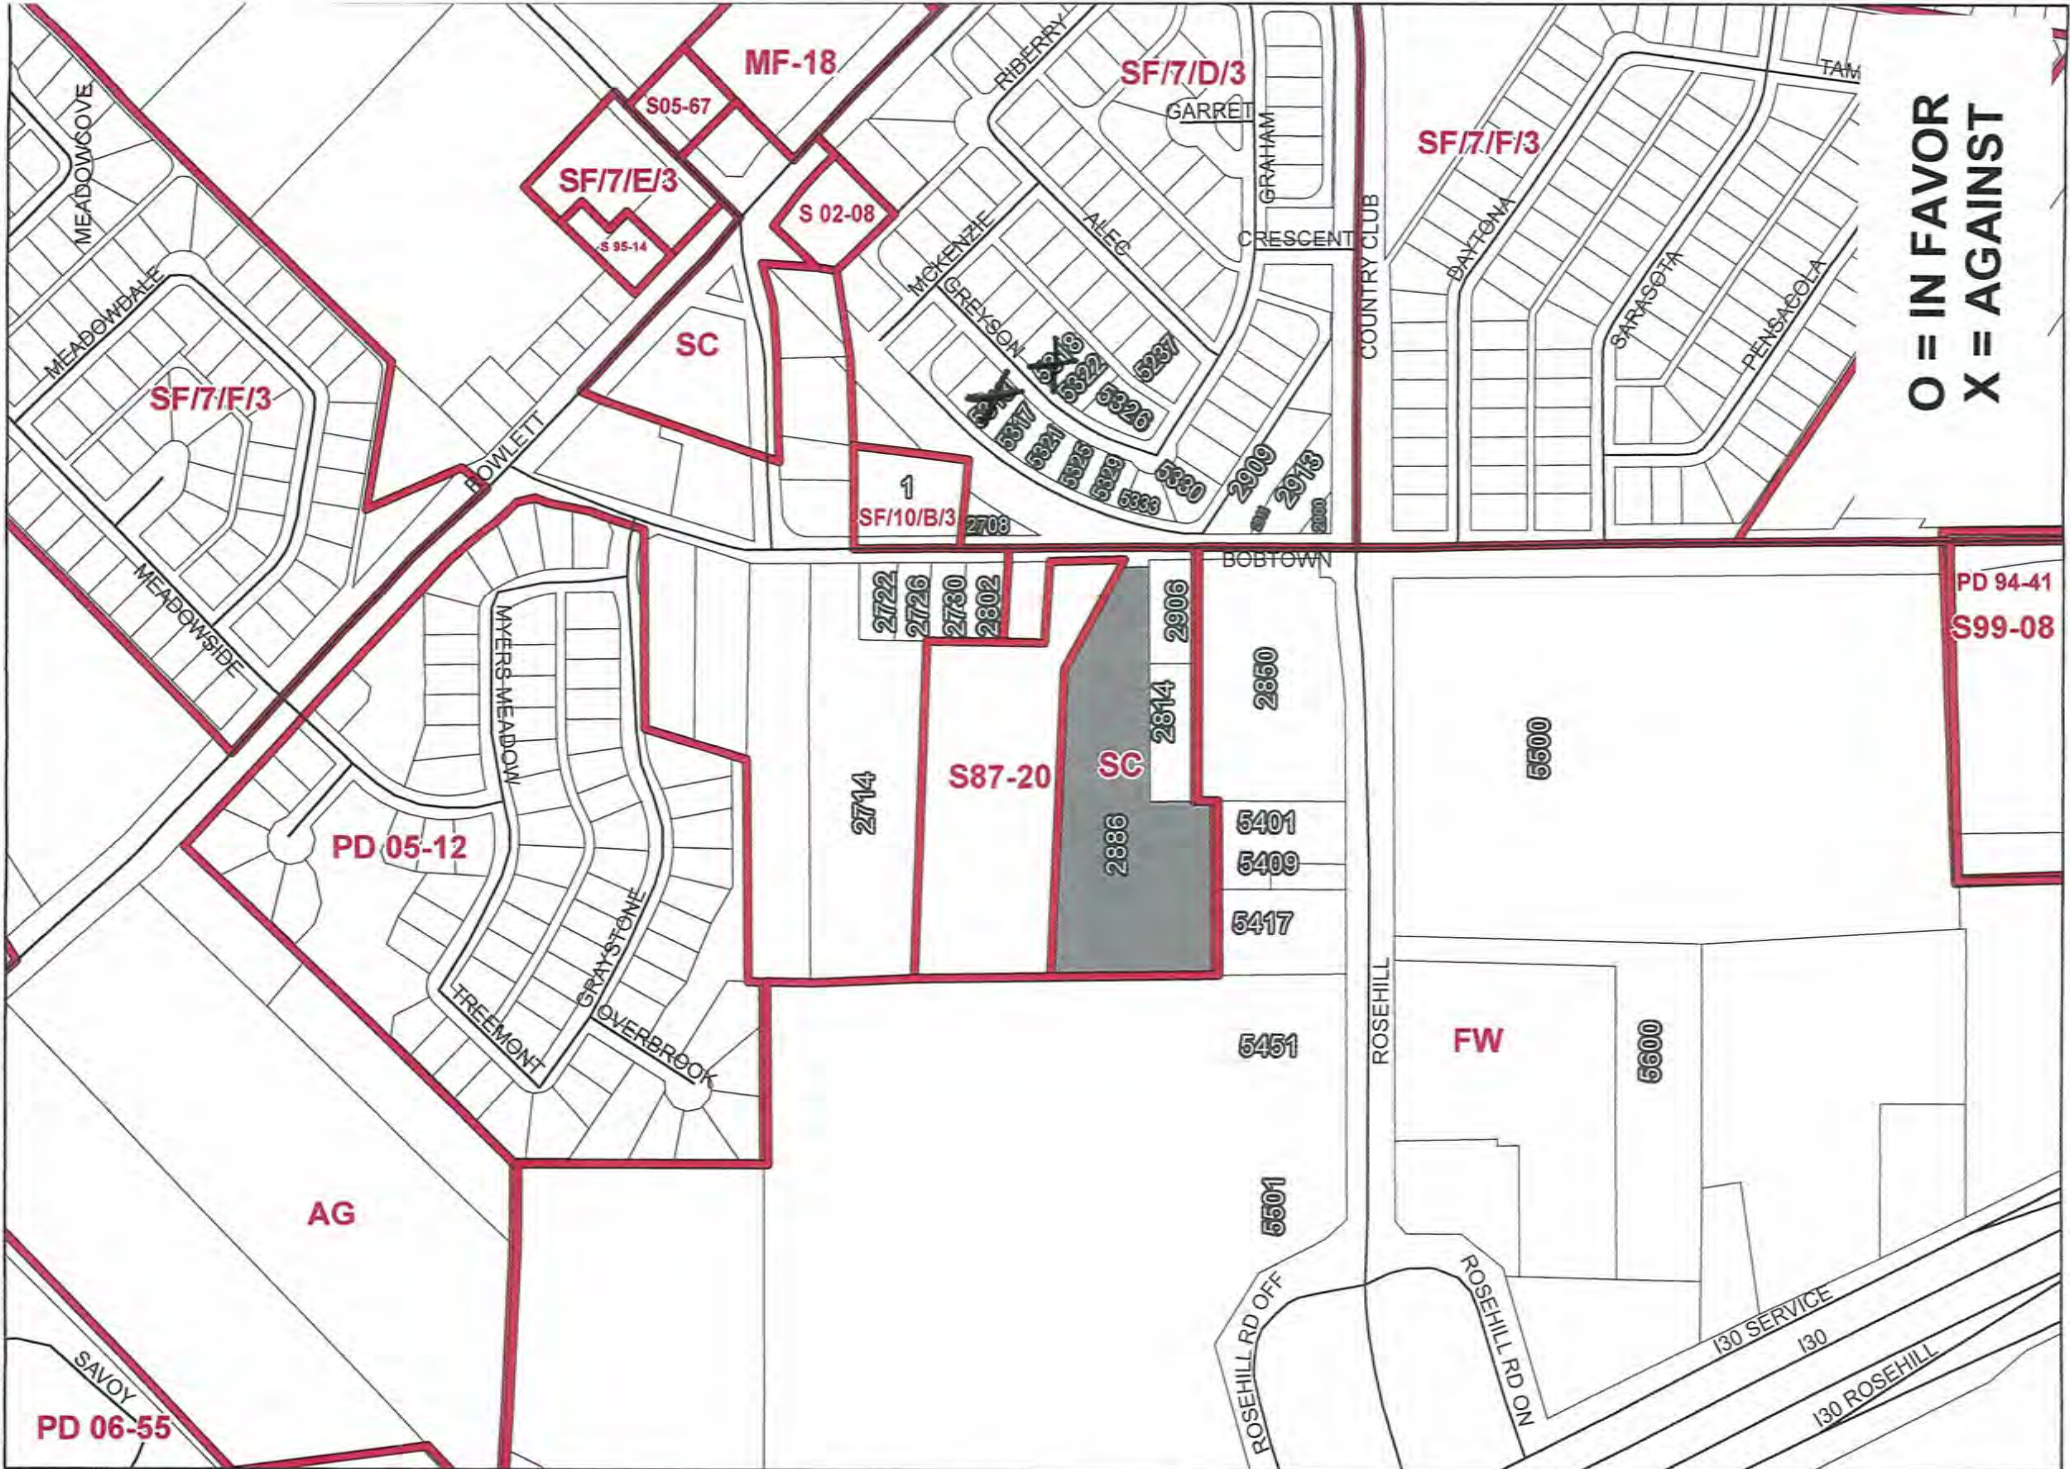 MF-18
S05-67
SF/7/E/3
S 95-14
S 02-08
SF/7/D/3
RIBERRY
GARRET
GRAHAM
COUNTRY CLUB
SF/7/F/3
TAM
O = IN FAVOR
X = AGAINST
MEADOWCOVE
MEADOWDALE
SF/7/F/3
MEADOWSIDE
ROWLETT
SC
MCKENZIE
ALEC
CRESCENT
GREYSON
DAYTONA
SARASOTA
PENSACOLA
5318
5322
5326
5237
5317
5321
5325
5329
5333
5330
2909
2913
1
SF/10/B/3
2708
BOBTOWN
2722
2726
2730
2802
2906
2814
2850
5500
PD 94-41
S99-08
MYERS MEADOW
2714
S87-20
SC
2886
5401
5409
5417
PD 05-12
GRAYSTONE
TREEMONT
OVERBROOK
5451
5501
ROSEHILL
FW
5600
AG
SAVOY
PD 06-55
ROSEHILL RD OFF
ROSEHILL RD ON
I30 SERVICE
I30
I30 ROSEHILL